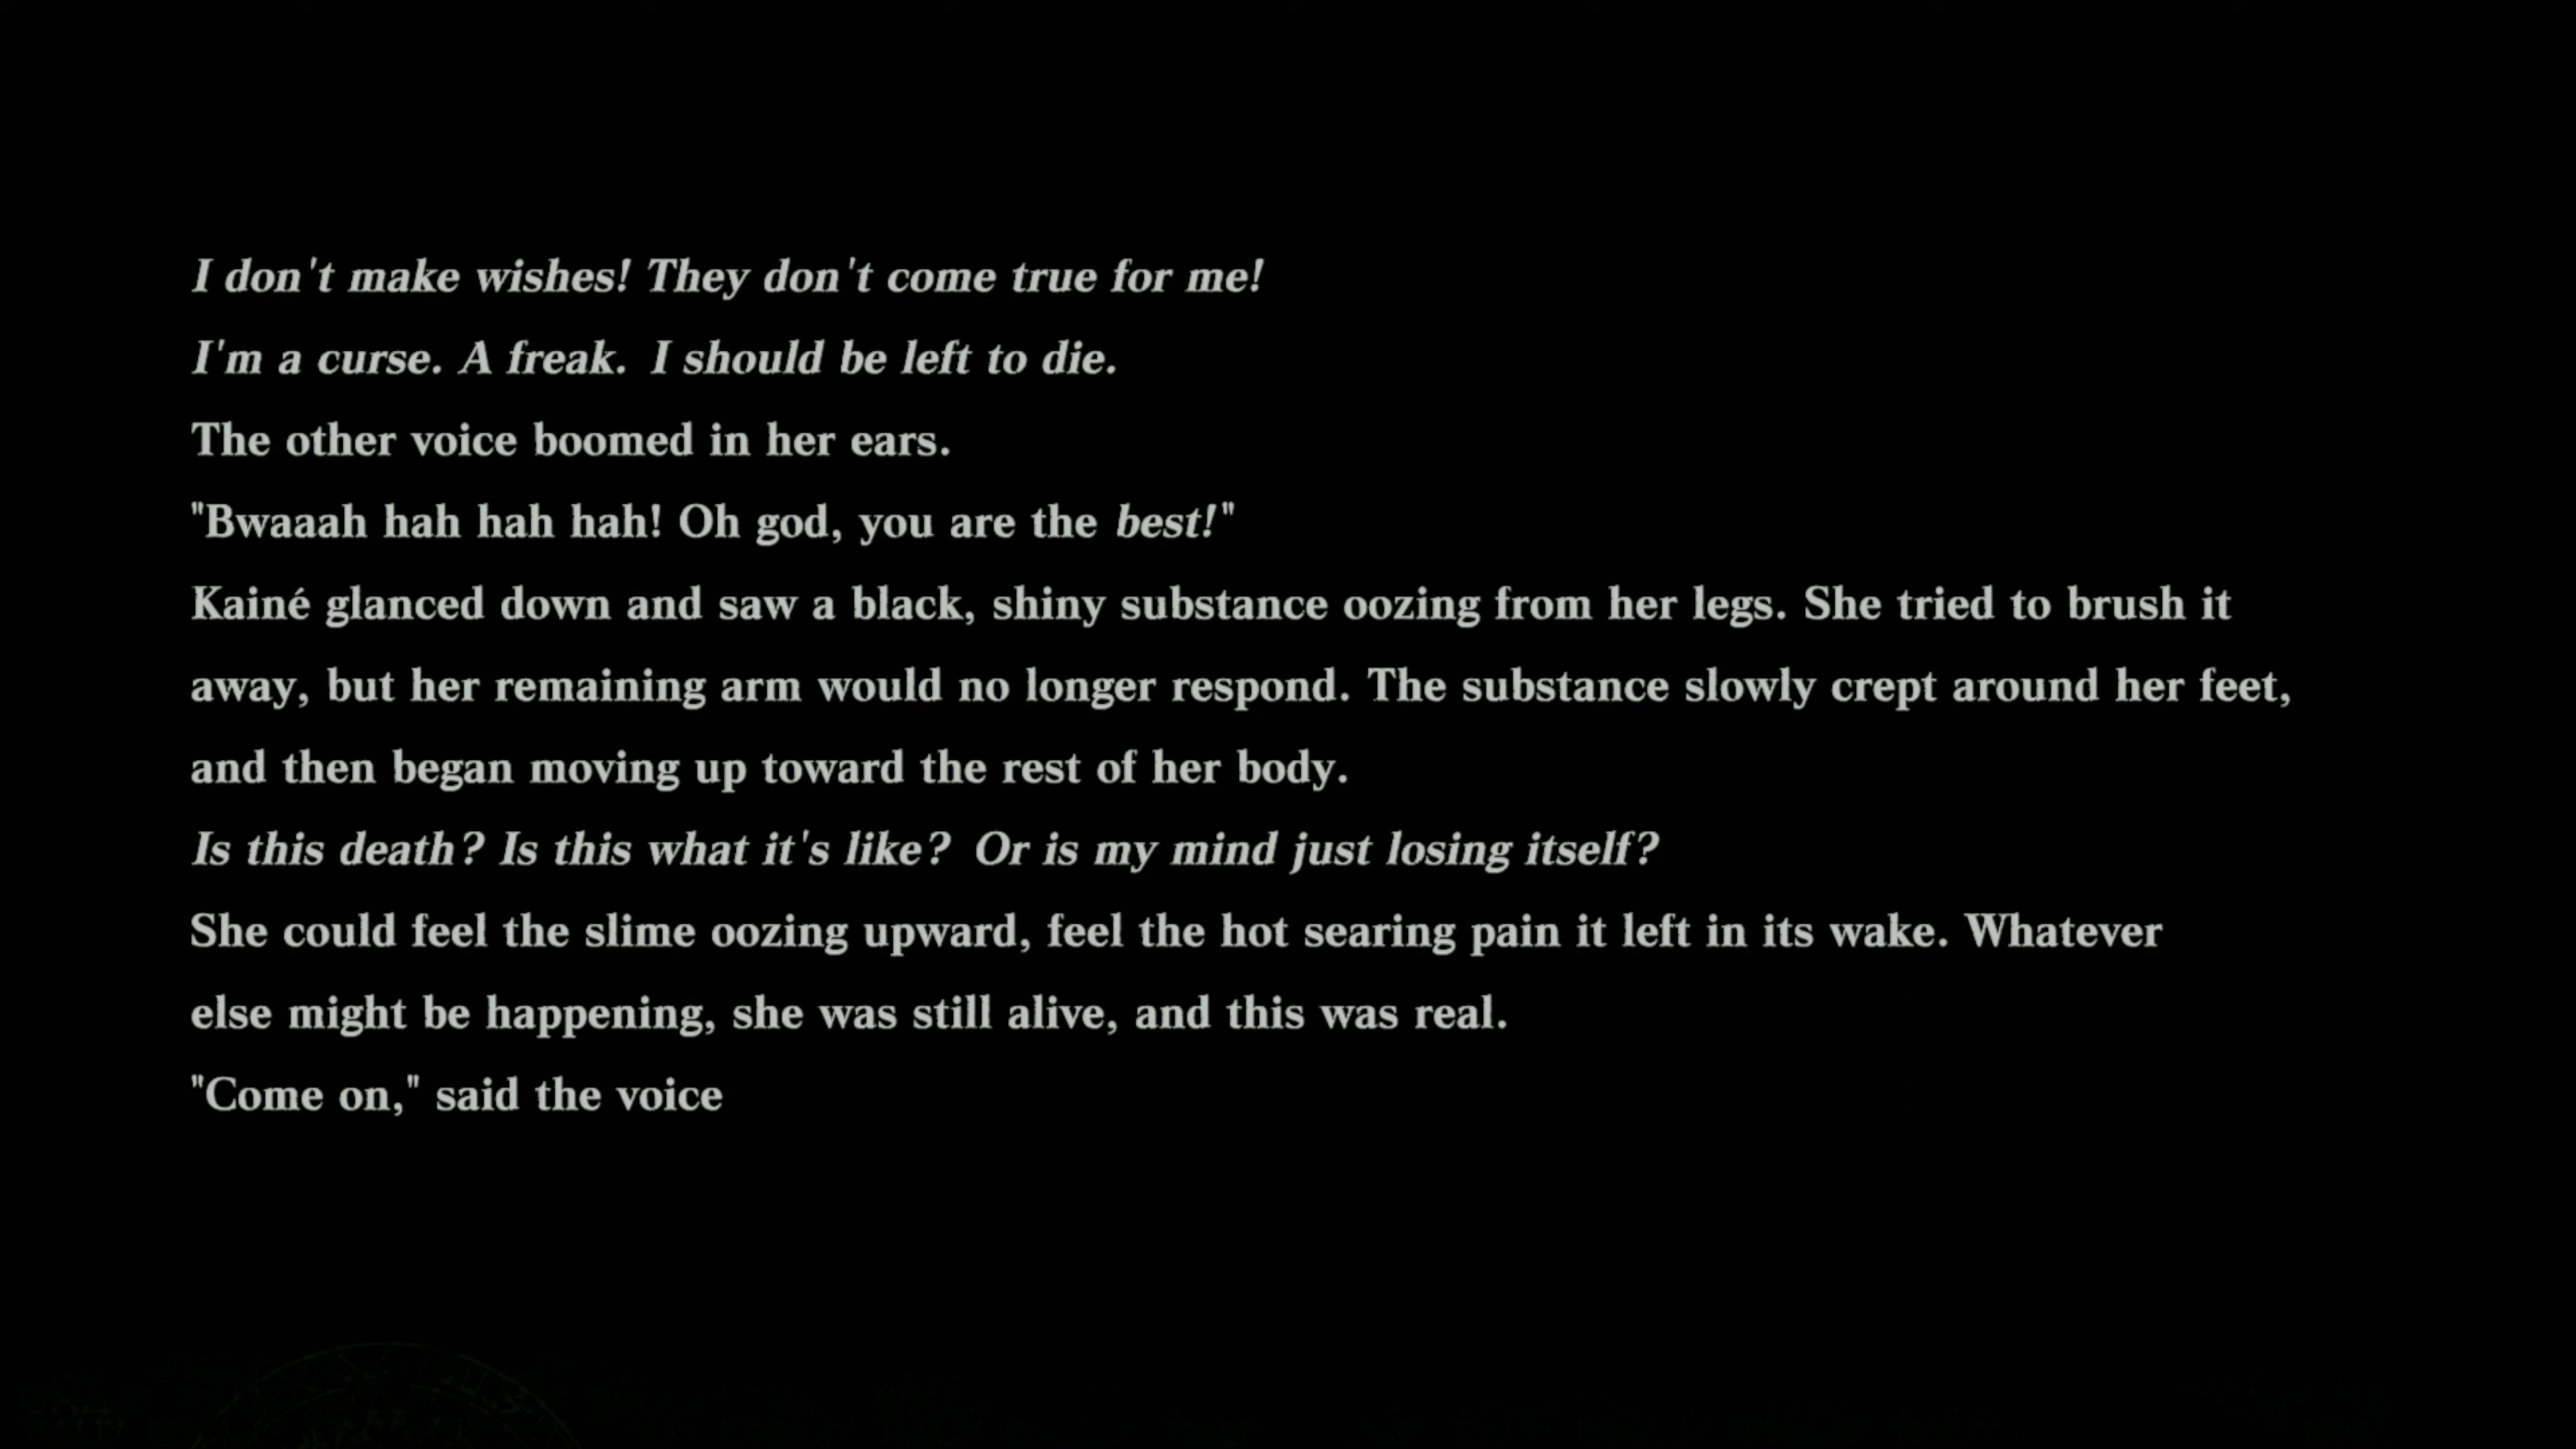 I don't make wishes! They don't come true for me!
I'm a curse. A freak. I should be left to die.
The other voice boomed in her ears.
"Bwaaah hah hah hah! Oh god, you are the best!"
Kainé glanced down and saw a black, shiny substance oozing from her legs. She tried to brush it
away, but her remaining arm would no longer respond. The substance slowly crept around her feet,
and then began moving up toward the rest of her body.
Is this death? Is this what it's like? Or is my mind just losing itself?
She could feel the slime oozing upward, feel the hot searing pain it left in its wake. Whatever
else might be happening, she was still alive, and this was real.
"Come on," said the voice